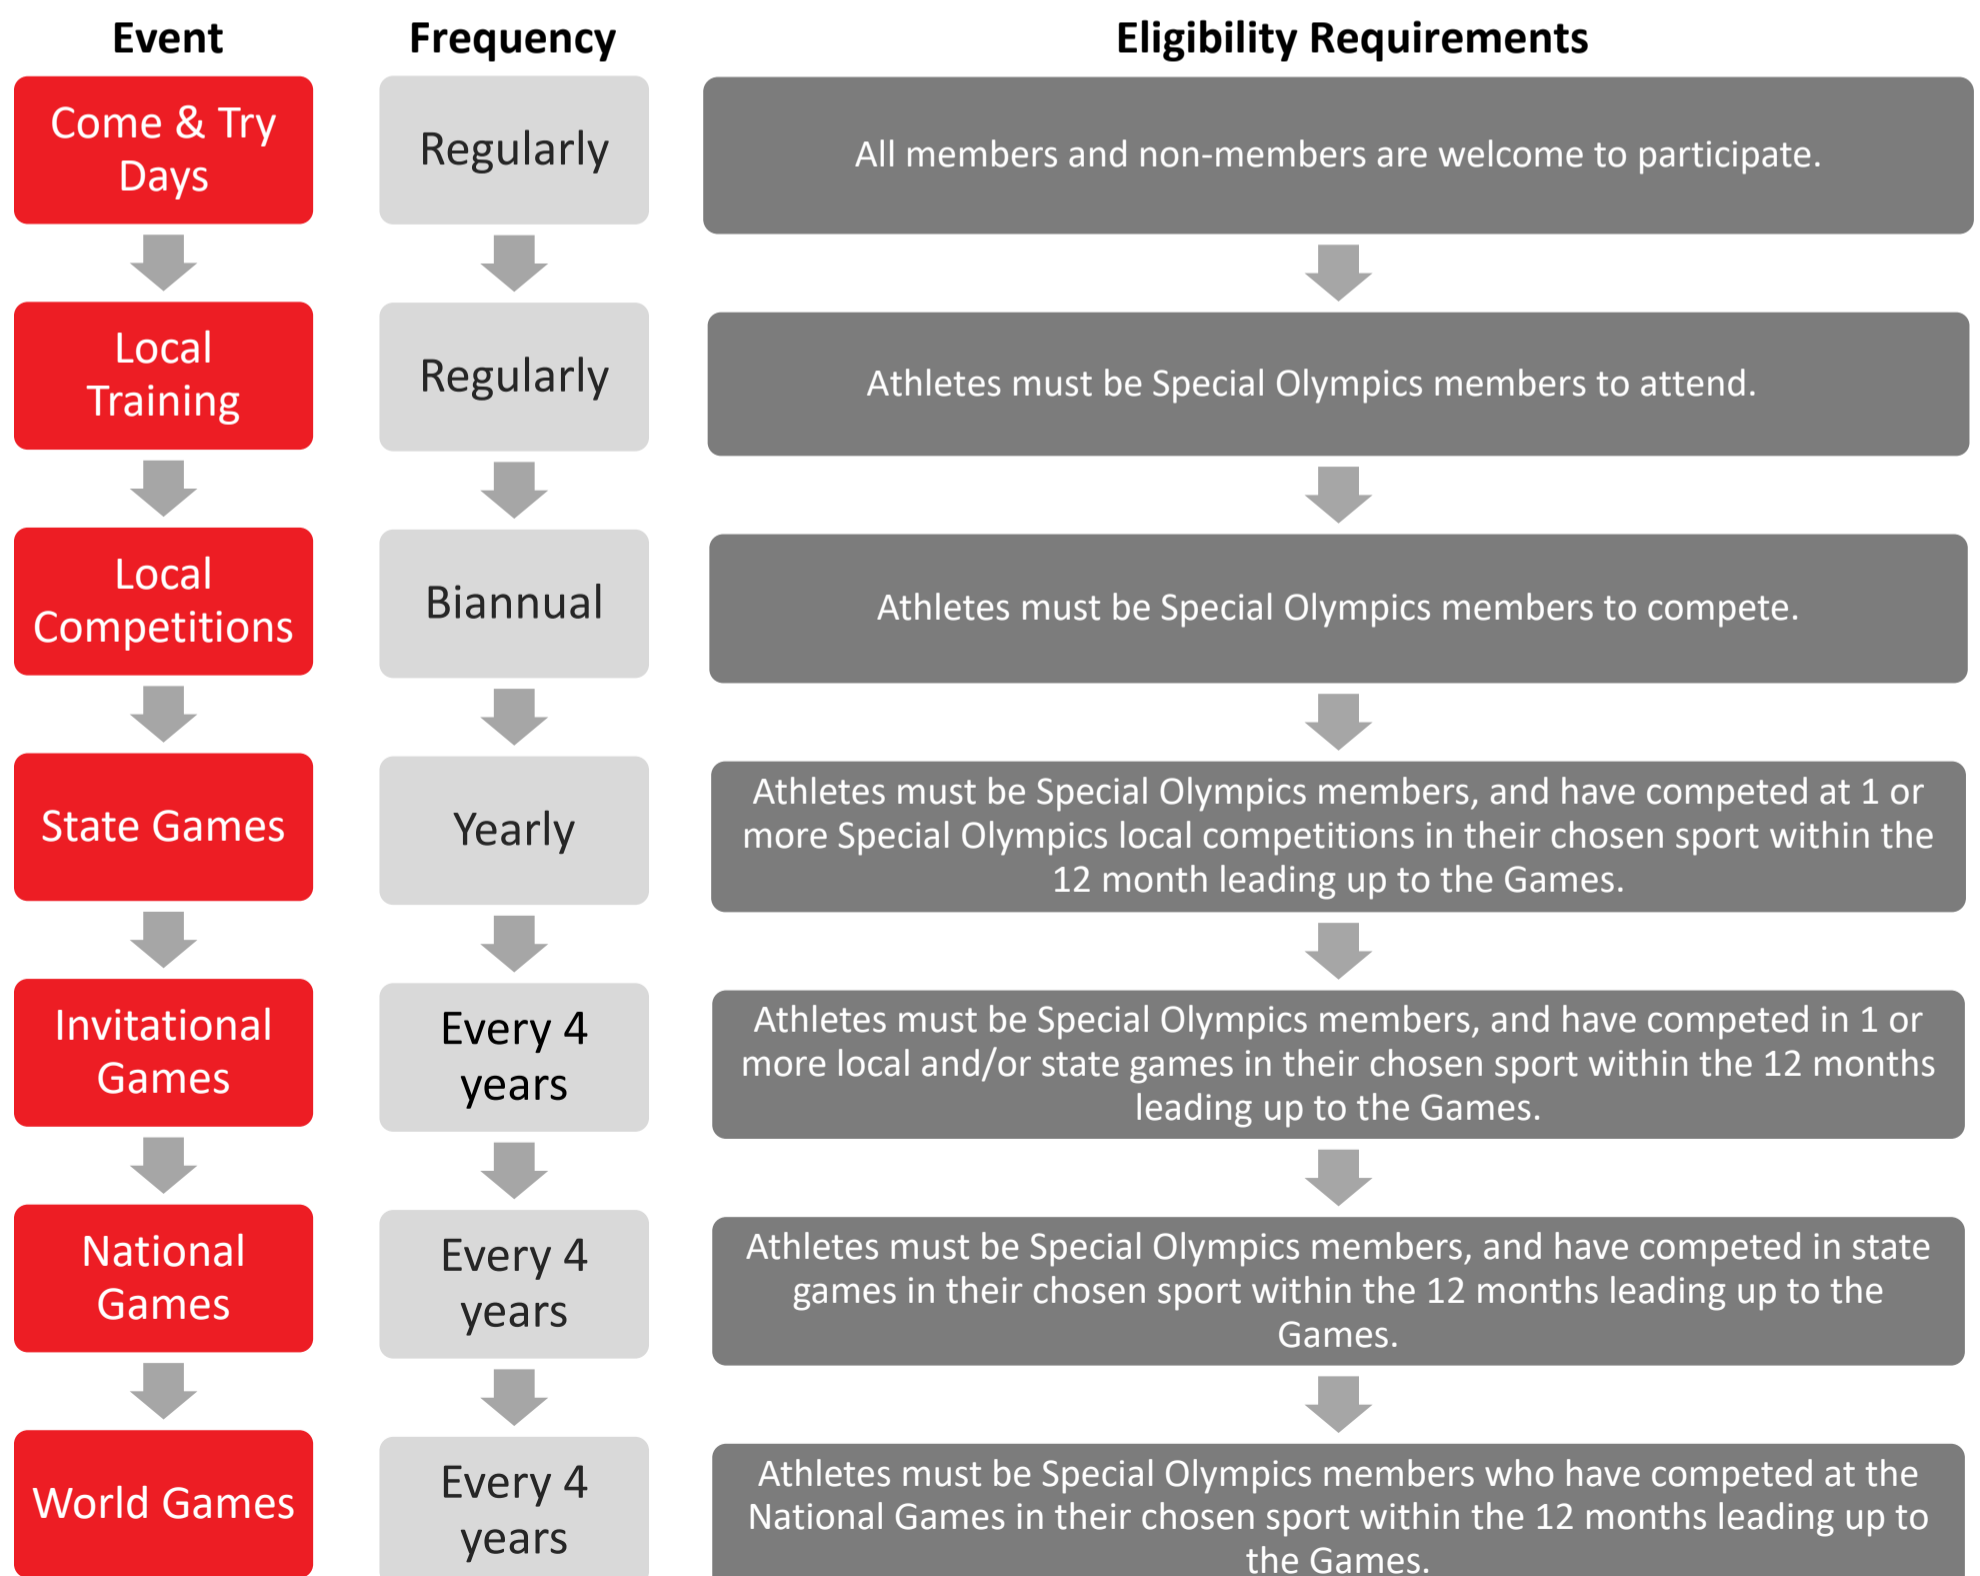 Event
Frequency
Eligibility Requirements
Come & Try
Days
Regularly
All members and non-members are welcome to participate.
Local
Training
Regularly
Athletes must be Special Olympics members to attend.
Local
Competitions
Biannual
Athletes must be Special Olympics members to compete.
State Games
Yearly
Athletes must be Special Olympics members, and have competed at 1 or
more Special Olympics local competitions in their chosen sport within the
12 month leading up to the Games.
Invitational
Games
Every 4
years
Athletes must be Special Olympics members, and have competed in 1 or
more local and/or state games in their chosen sport within the 12 months
leading up to the Games.
National
Games
Every 4
years
Athletes must be Special Olympics members, and have competed in state
games in their chosen sport within the 12 months leading up to the
Games.
World Games
Every 4
years
Athletes must be Special Olympics members who have competed at the
National Games in their chosen sport within the 12 months leading up to
the Games.